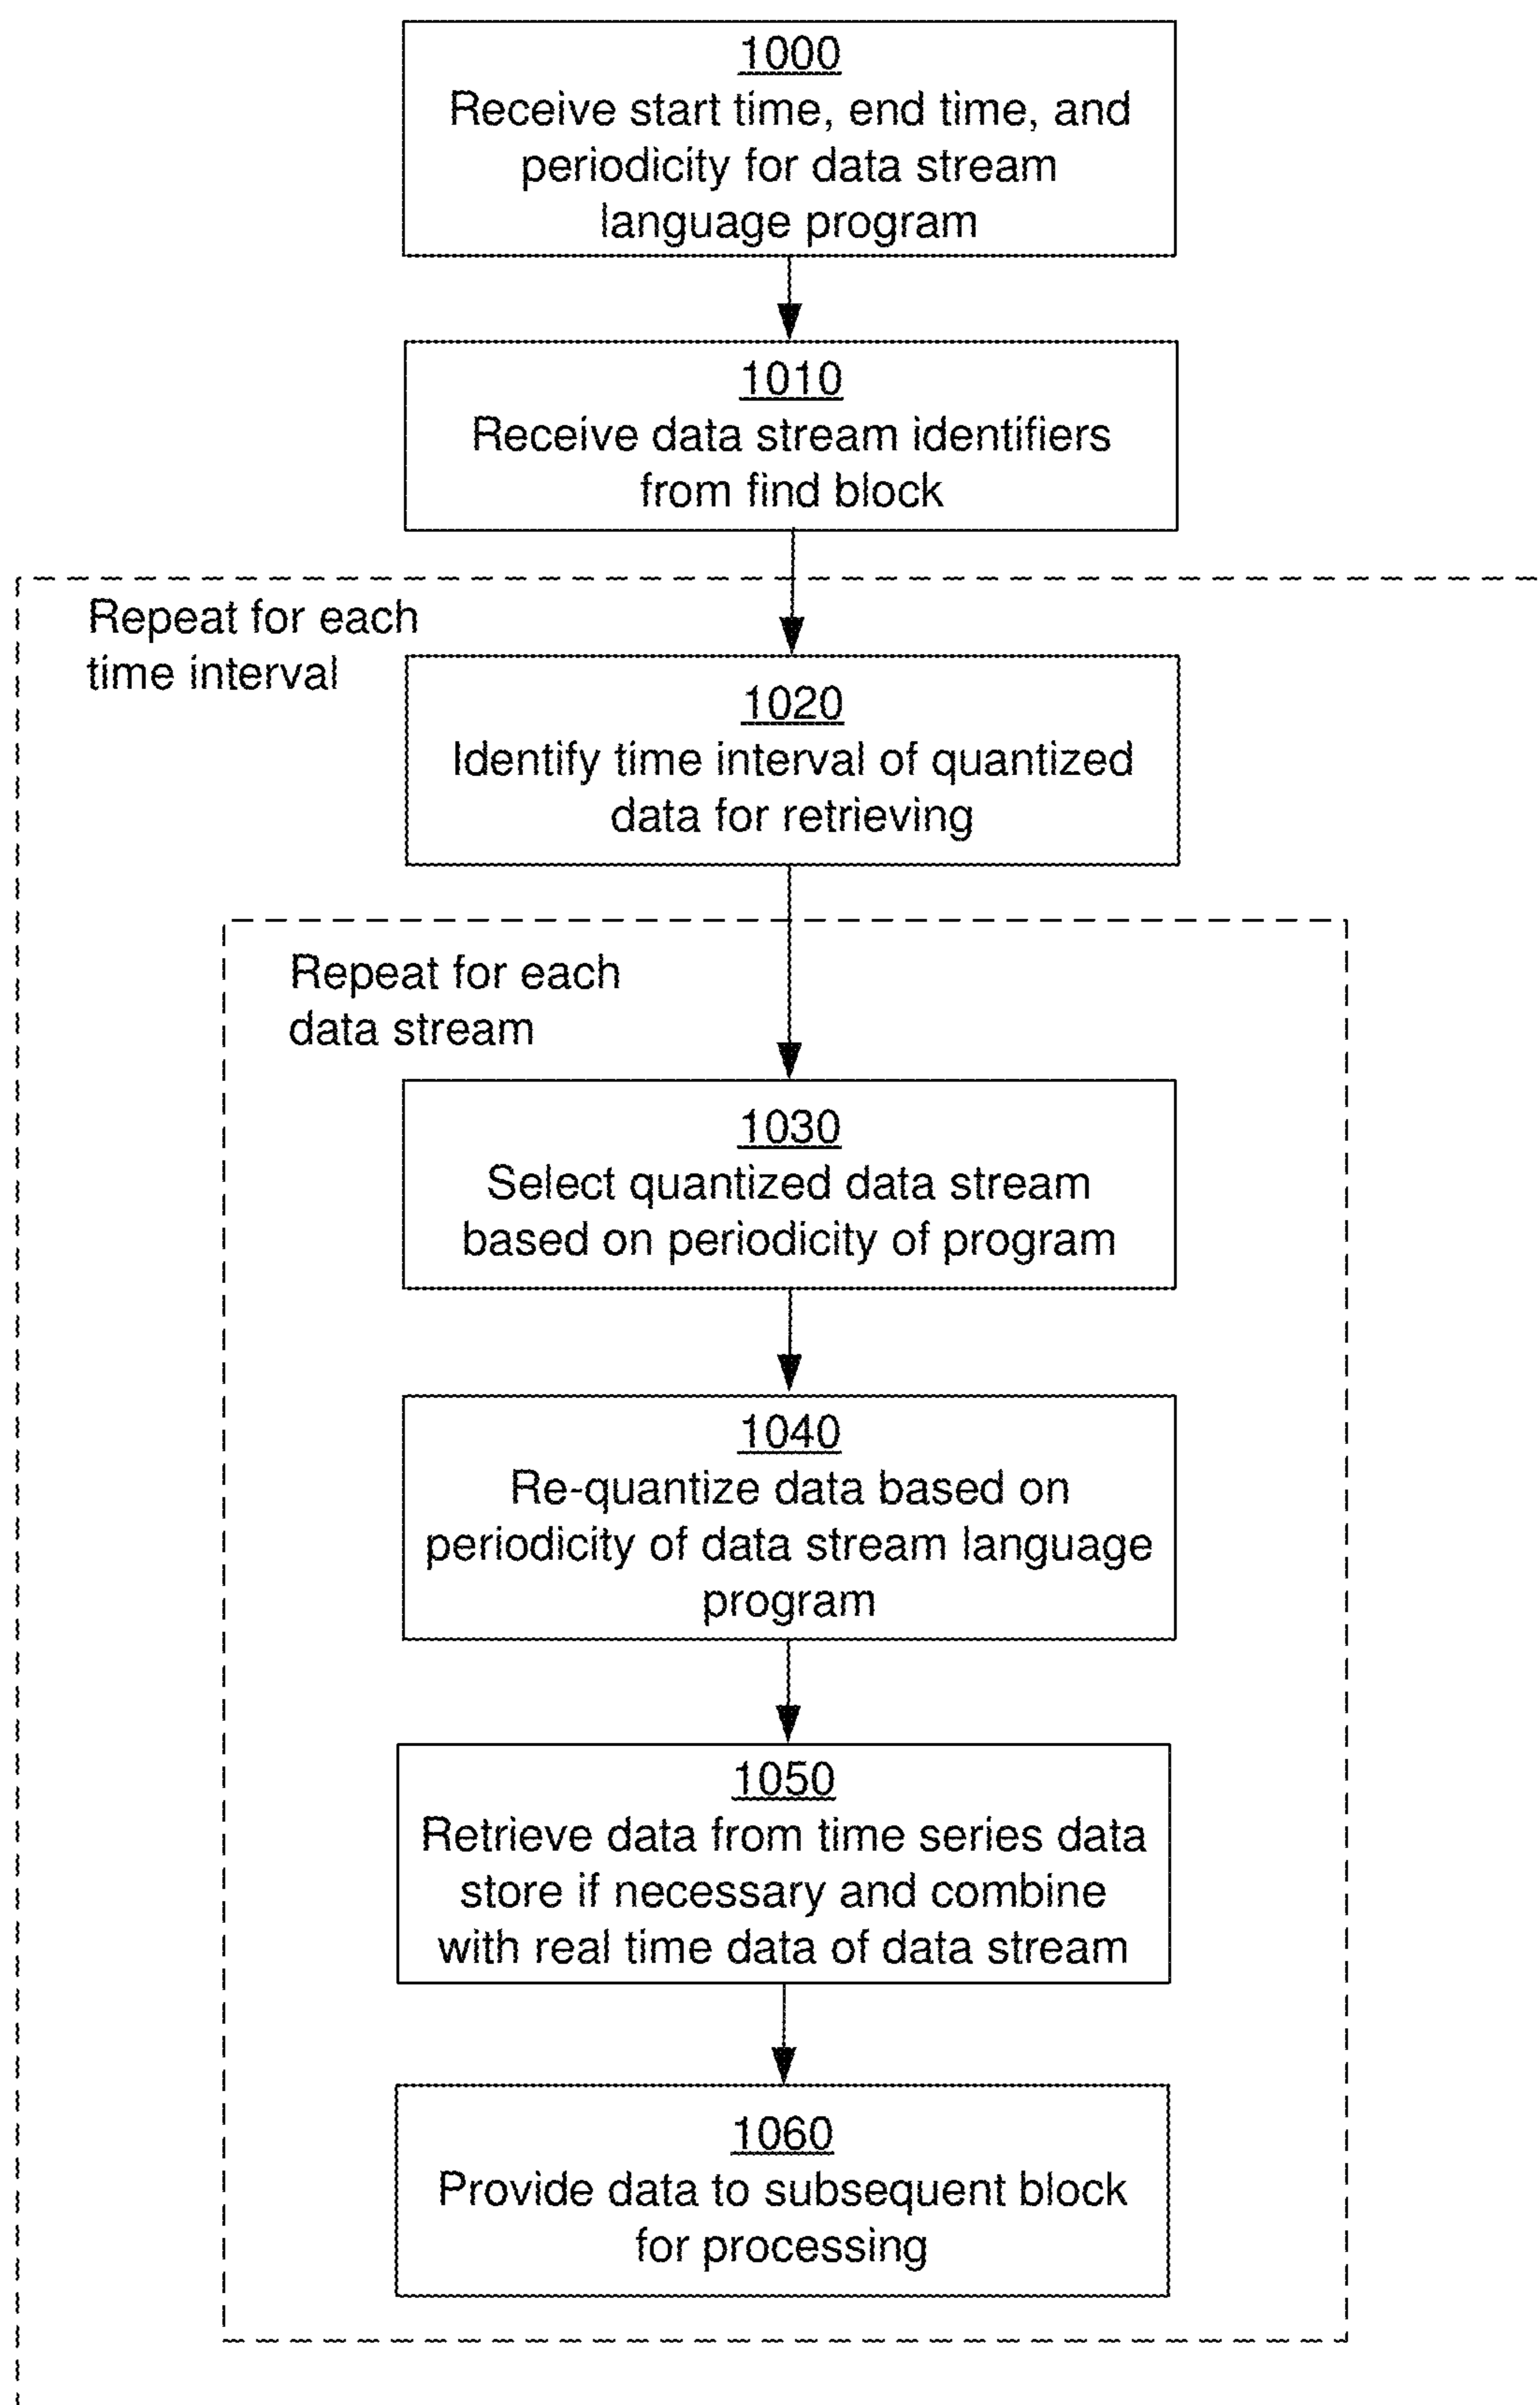 1000
Receive start time, end time, and
periodicity for data stream
language program
1010
Receive data stream identifiers
from find block
Repeat for each
time interval
1020
Identify time interval of quantized
data for retrieving
Repeat for each
data stream
1030
Select quantized data stream
based on periodicity of program
1040
Re-quantize data based on
periodicity of data stream language
program
1050
Retrieve data from time series data
store if necessary and combine
with real time data of data stream
1060
Provide data to subsequent block
for processing